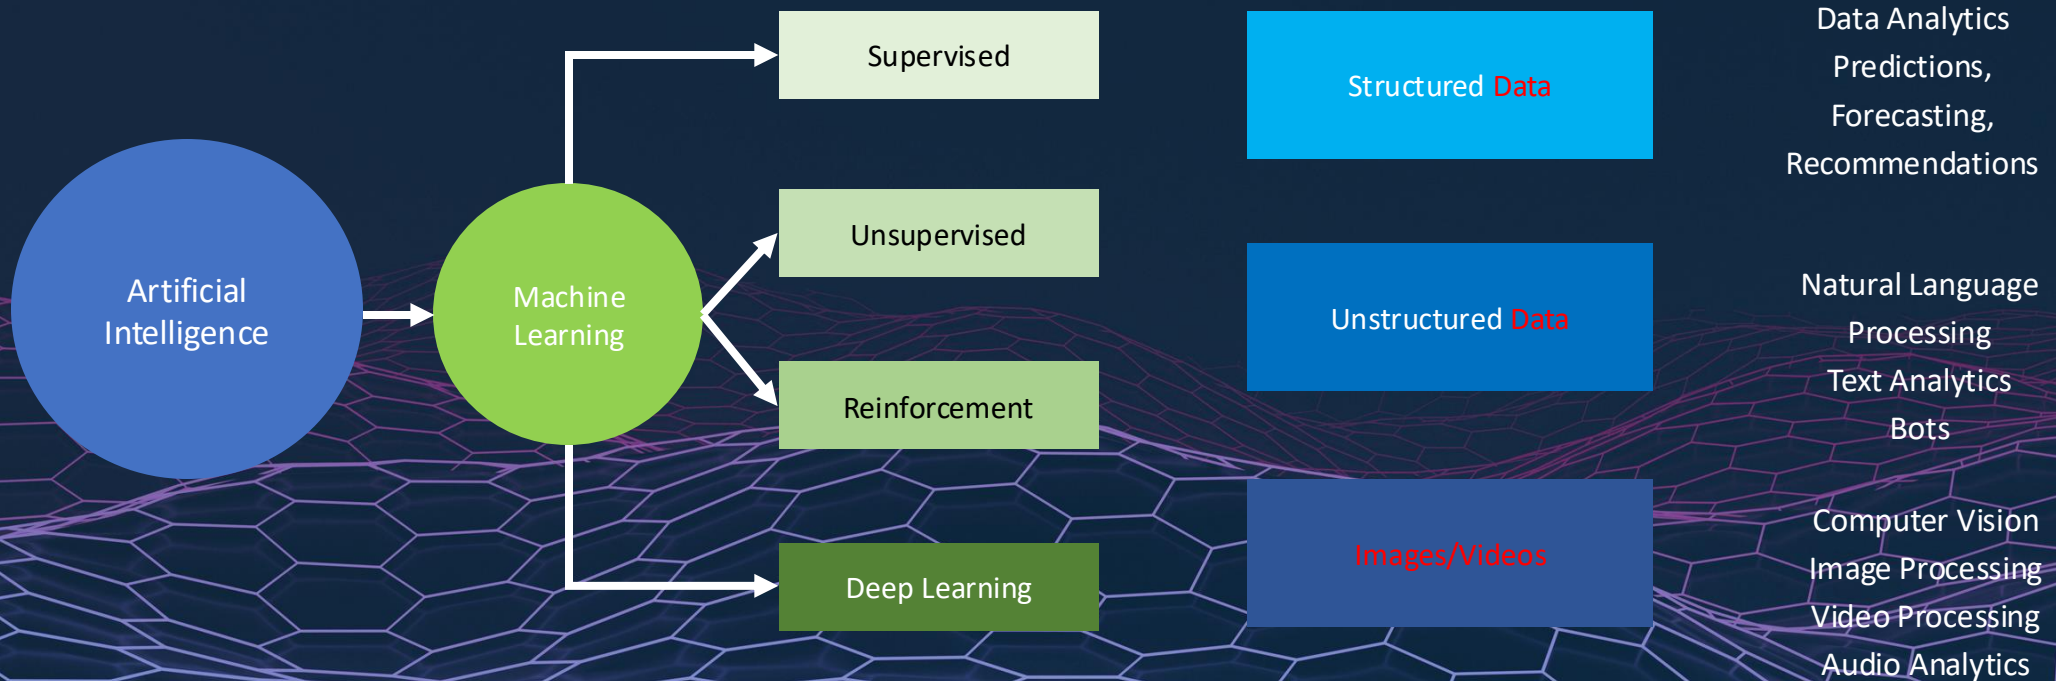 Artificial
Intelligence
Machine
Learning
Supervised
Unsupervised
Reinforcement
Deep Learning
Structured Data
Unstructured Data
Images/Videos
Data Analytics
Predictions,
Forecasting,
Recommendations
Natural Language
Processing
Text Analytics
Bots
Computer Vision
Image Processing
Video Processing
Audio Analytics